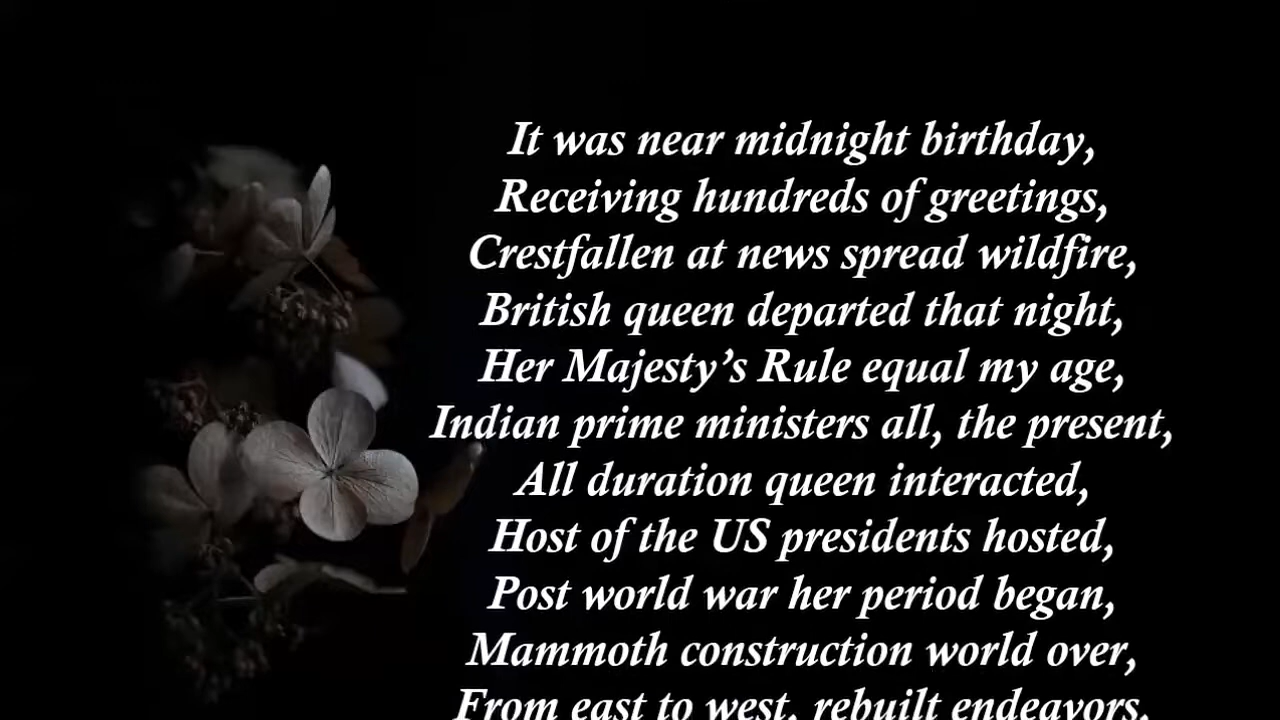 It was near midnight birthday,
Receiving hundreds of greetings,
Crestfallen at news spread wildfire,
British queen departed that night,
Her Majesty’s Rule equal my age,
Indian prime ministers all, the present,
All duration queen interacted,
Host of the US presidents hosted,
Post world war her period began,
Mammoth construction world over,
From east to west, rebuilt endeavors,